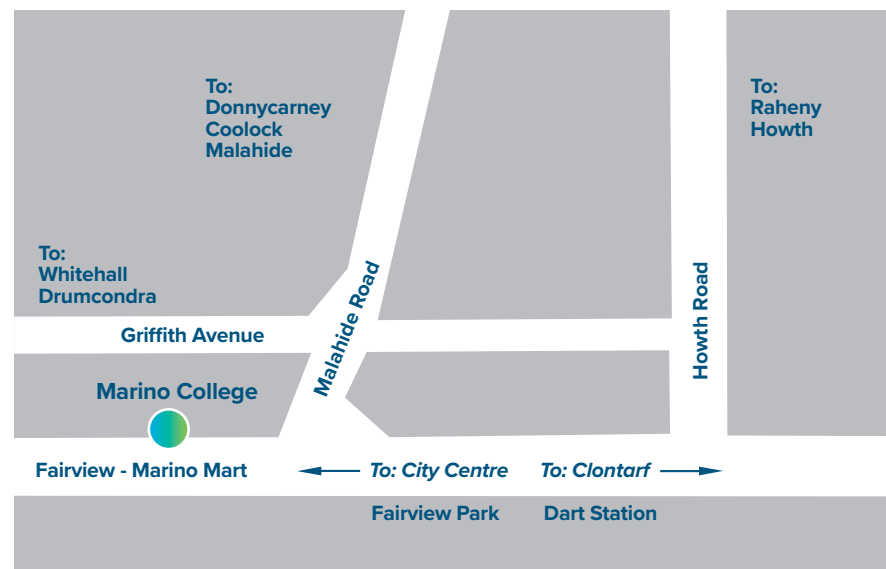 To:
Donnycarney
Coolock
Malahide
To:
Raheny
Howth
To:
Whitehall
Drumcondra
Griffith Avenue
Malahide Road
Howth Road
Marino College
Fairview - Marino Mart
To: City Centre
To: Clontarf
Fairview Park
Dart Station